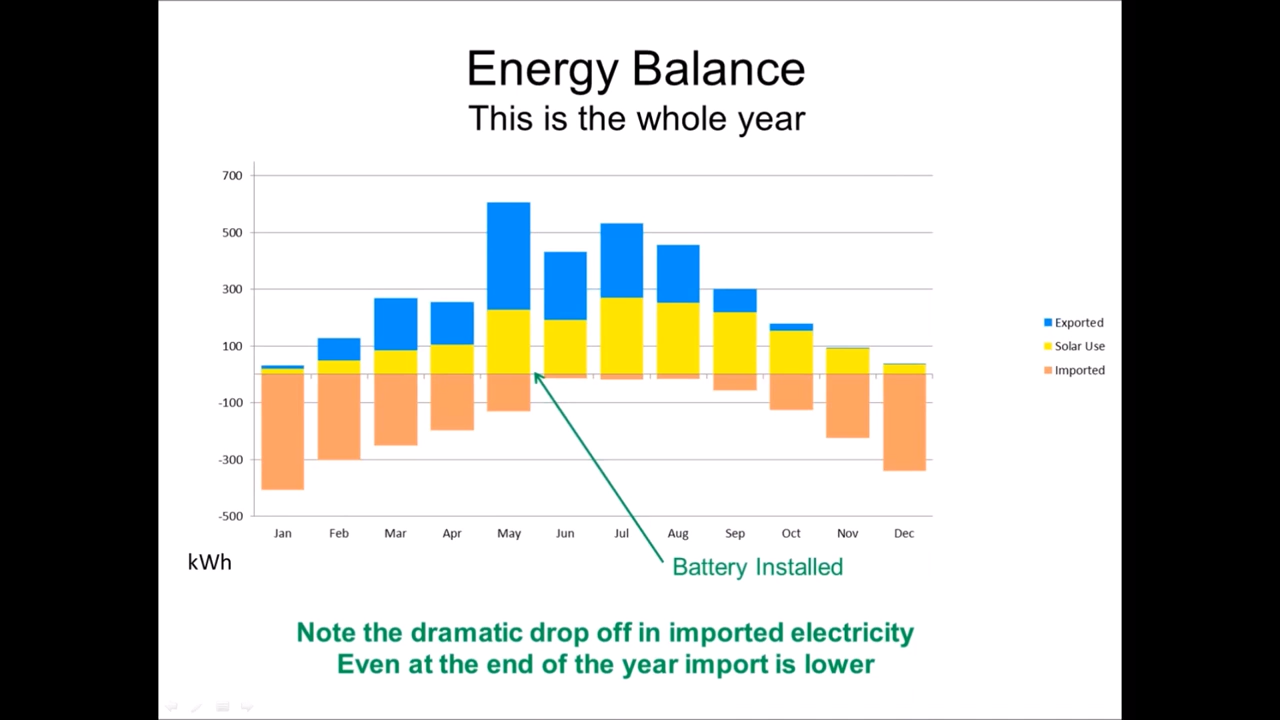 Energy Balance
This is the whole year
700
500
300
100
-100
-300
-500
Jan Feb Mar Apr May Jun Jul Aug Sep Oct Nov Dec
Exported
Solar Use
Imported
kWh
Battery Installed
Note the dramatic drop off in imported electricity
Even at the end of the year import is lower